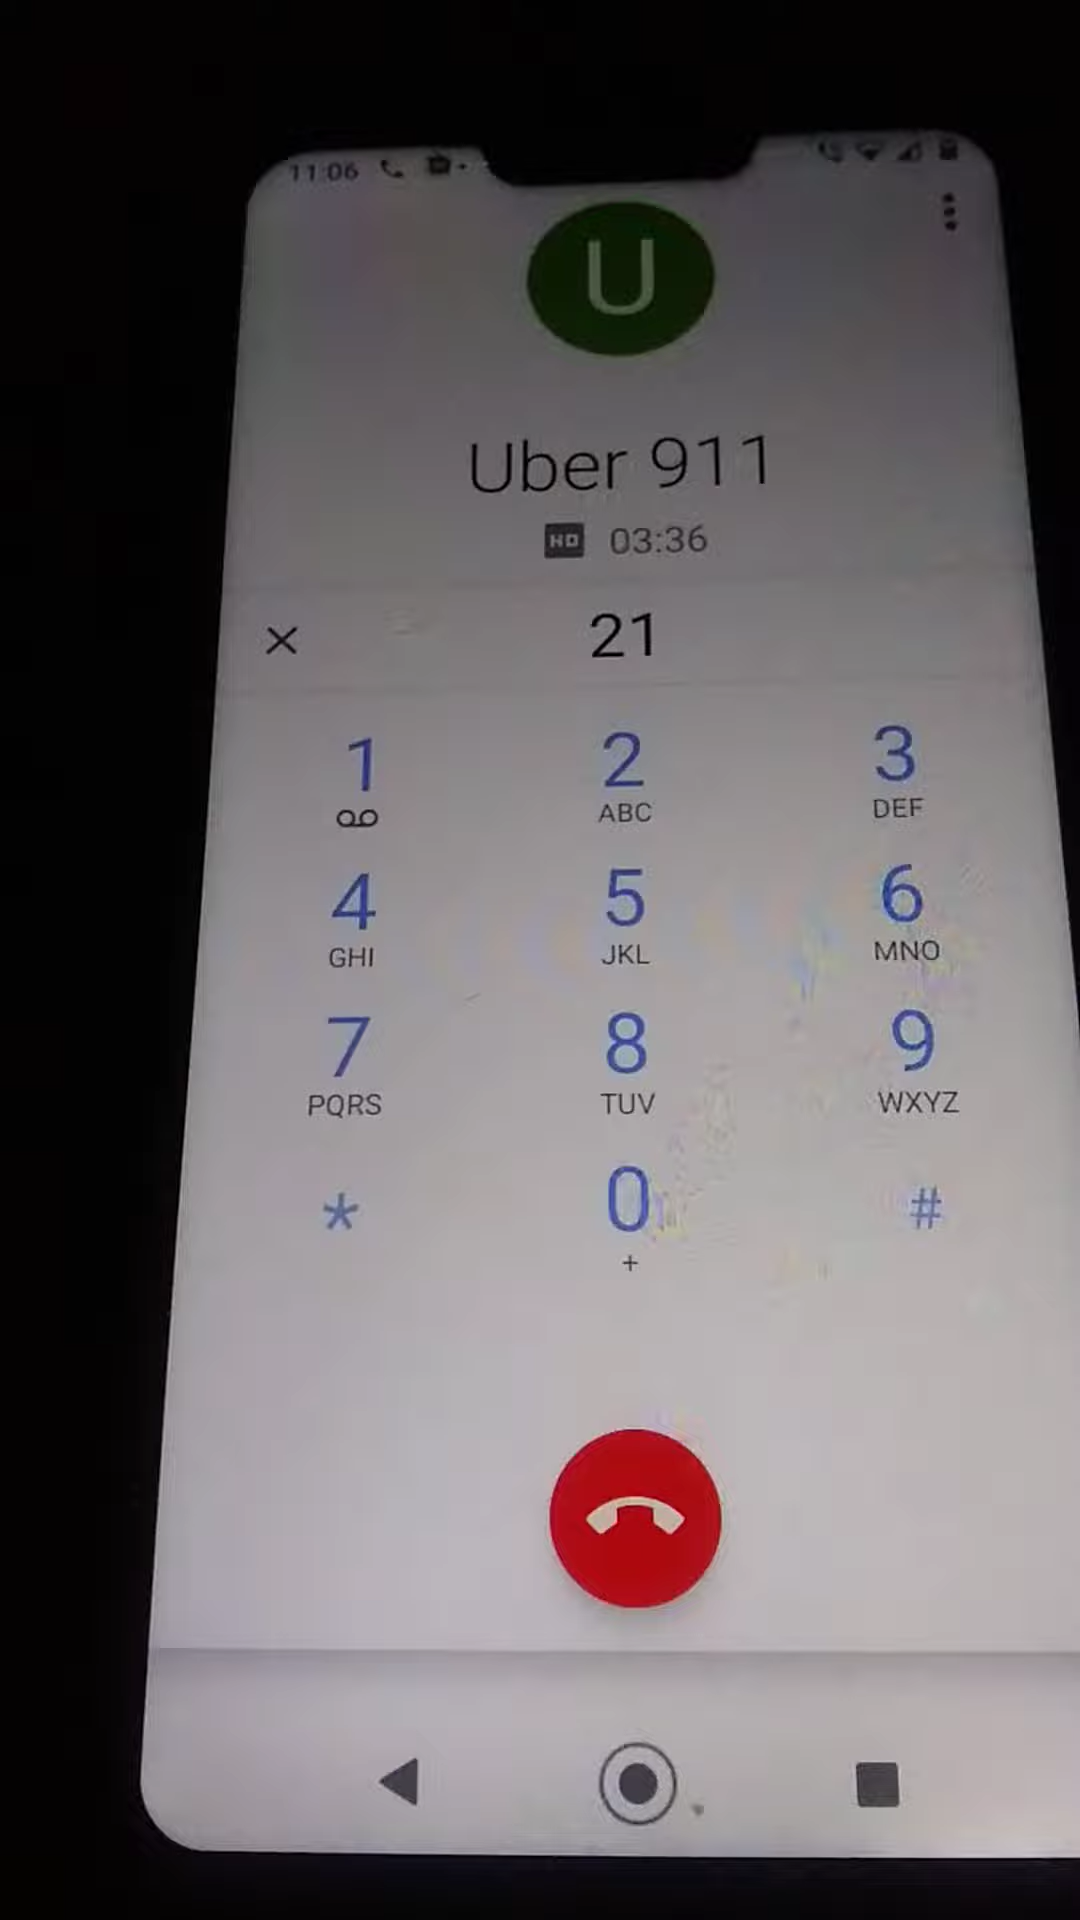 11:06
U
Uber 911
HD 03:36
× 21
1 2 3
ABC DEF
4 5 6
GHI JKL MNO
7 8 9
PQRS TUV WXYZ
* 0 #
+